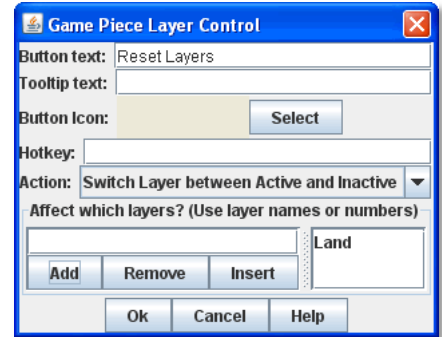 Game Piece Layer Control
Button text: Reset Layers
Tooltip text:
Button Icon: Select
Hotkey:
Action: Switch Layer between Active and Inactive
Affect which layers? (Use layer names or numbers)
Land
Add Remove Insert
Ok Cancel Help